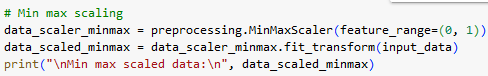 # Min max scaling
data_scaler_minmax = preprocessing.MinMaxScaler(feature_range=(0, 1))
data_scaled_minmax = data_scaler_minmax.fit_transform(input_data)
print("\nMin max scaled data:\n", data_scaled_minmax)